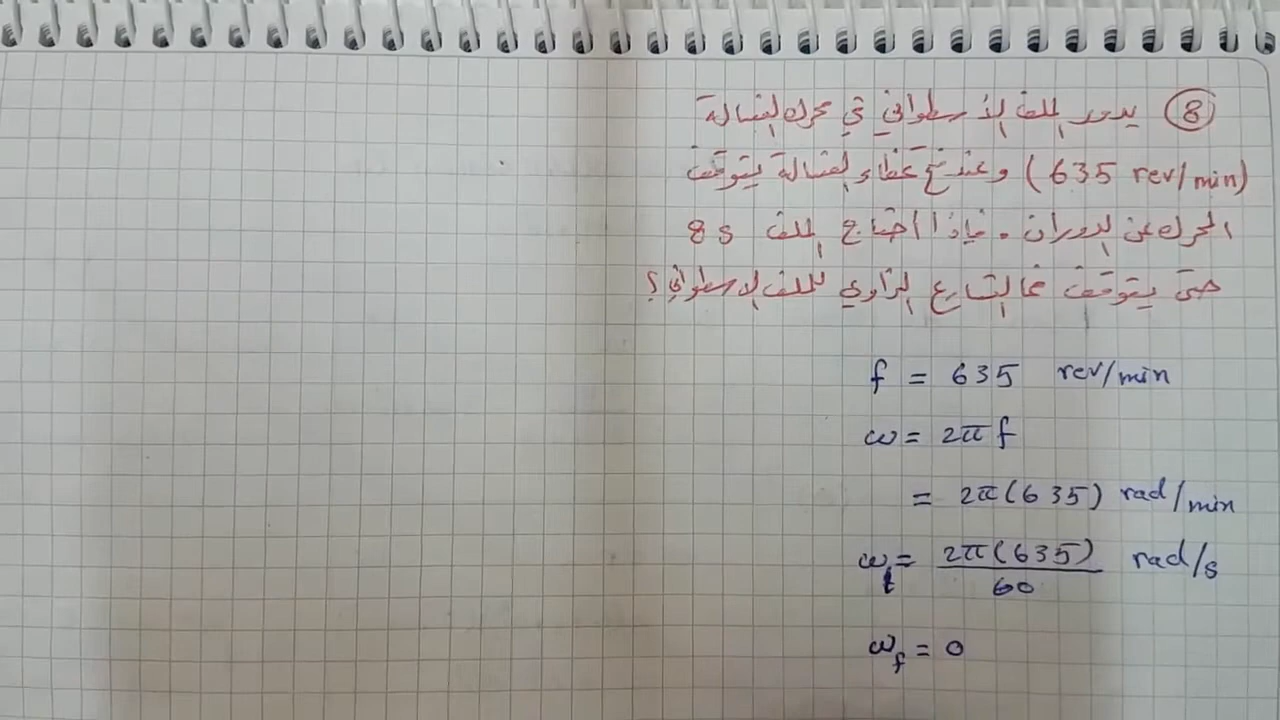 ⑧ يدور الملف الأسطواني في محرك الغسالة
(635 rev/min) وعند فتح غطاء الغسالة يتوقف
المحرك عن الدوران. فإذا احتاج الملف 8 s
حتى يتوقف فما التسارع الزاوي للملف الاسطواني؟
f = 635 rev/min
ω = 2π f
= 2π(635) rad/min
ωᵢ = 2π(635)/60 rad/s
ω_f = 0